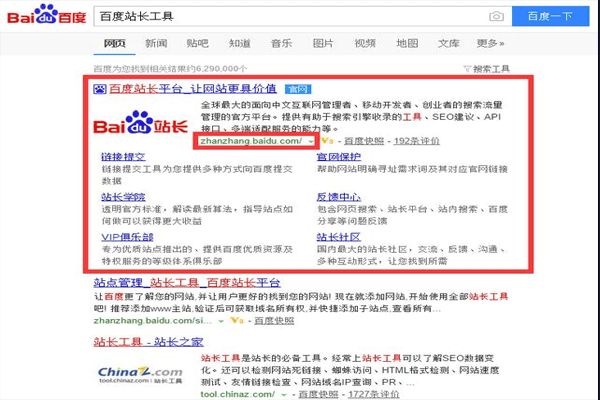 Bai du 百度
百度站长工具
百度一下
网页 新闻 贴吧 知道 音乐 图片 视频 地图 文库 更多»
百度为您找到相关结果约6,290,000个
搜索工具
百度站长平台_让网站更具价值 官网
Bai du 站长
全球最大的面向中文互联网管理者、移动开发者、创业者的搜索流量
管理的官方平台。提供有助于搜索引擎收录的工具、SEO建议、API
接口、多端适配服务的能力等。
zhanzhang.baidu.com/ - 百度快照 - 192条评价
链接提交
链接提交工具为您提供多种方式向百度提交
数据
官网保护
帮助网站明确寻址需求词及其对应官网链接
站长学院
透明官方标准，解读最新算法，指导站点如
何做可以获得更大收益
反馈中心
包含网页搜索、站长平台、站内搜索、百度
分享等问题反馈
VIP俱乐部
专为优质站点推出的、提供百度优质资源及
特权服务的等级体系俱乐部
站长社区
国内最大的站长社区，交流、反馈、沟通、
多种互动形式，让您找到所需
站点管理_站长工具_百度站长平台
让百度更了解您的网站,并让用户更好的找到您的网站! 现在就添加网站,开始使用全部站长工具
吧! 推荐添加www主站,验证后可获取域名所有权,并快捷添加子站点,查看所有...
zhanzhang.baidu.com/si... - 百度快照
站长工具 - 站长之家
ChinaZ.com
tool.chinaz.com | 站长工具
站长工具是站长的必备工具。经常上站长工具可以了解SEO数据变
化。还可以检测网站死链接、蜘蛛访问、HTML格式检测、网站速度
测试、友情链接检查、网站域名IP查询、PR、...
tool.chinaz.com/ - 百度快照 - 1727条评价